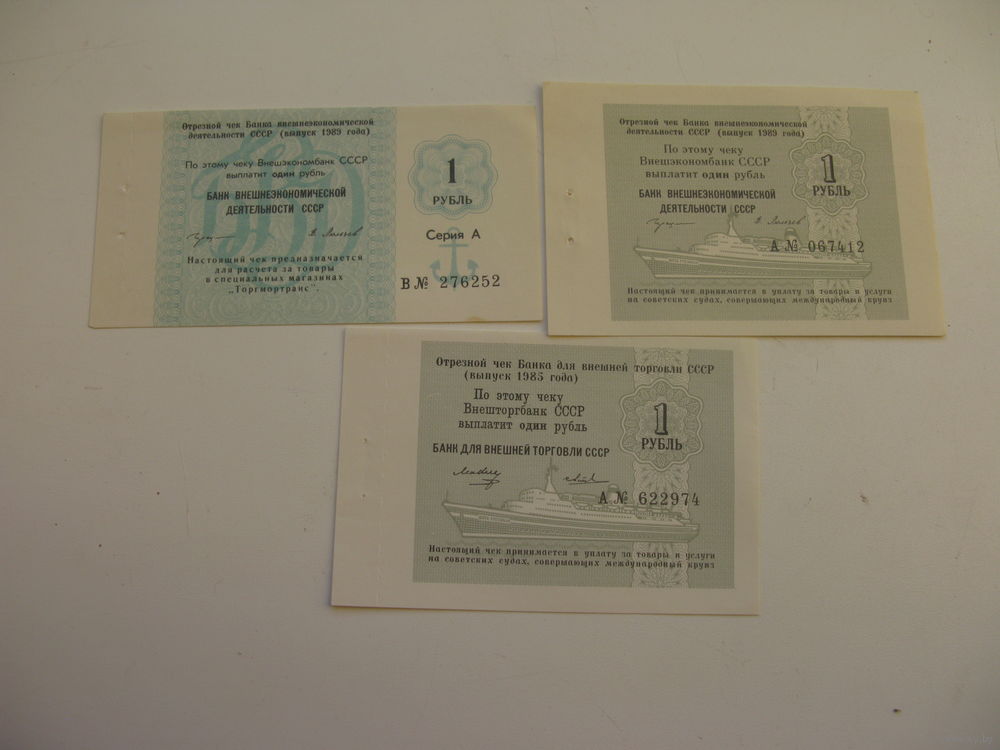 Отрезной чек Банка внешнеэкономической
деятельности СССР (выпуск 1989 года)
По этому чеку Внешэкономбанк СССР
выплатит один рубль
БАНК ВНЕШНЕЭКОНОМИЧЕСКОЙ
ДЕЯТЕЛЬНОСТИ СССР
Настоящий чек предназначается
для расчета за товары
в специальных магазинах
„Торгмортранс".
1
РУБЛЬ
Серия А
В № 276252
Отрезной чек Банка внешнеэкономической
деятельности СССР (выпуск 1989 года)
По этому чеку
Внешэкономбанк СССР
выплатит один рубль
БАНК ВНЕШНЕЭКОНОМИЧЕСКОЙ
ДЕЯТЕЛЬНОСТИ СССР
1
РУБЛЬ
А № 067412
Настоящий чек принимается в уплату за товары и услуги
на советских судах, совершающих международный круиз
Отрезной чек Банка для внешней торговли СССР
(выпуск 1985 года)
По этому чеку
Внешторгбанк СССР
выплатит один рубль
БАНК ДЛЯ ВНЕШНЕЙ ТОРГОВЛИ СССР
1
РУБЛЬ
А № 622974
Настоящий чек принимается в уплату за товары и услуги
на советских судах, совершающих международный круиз